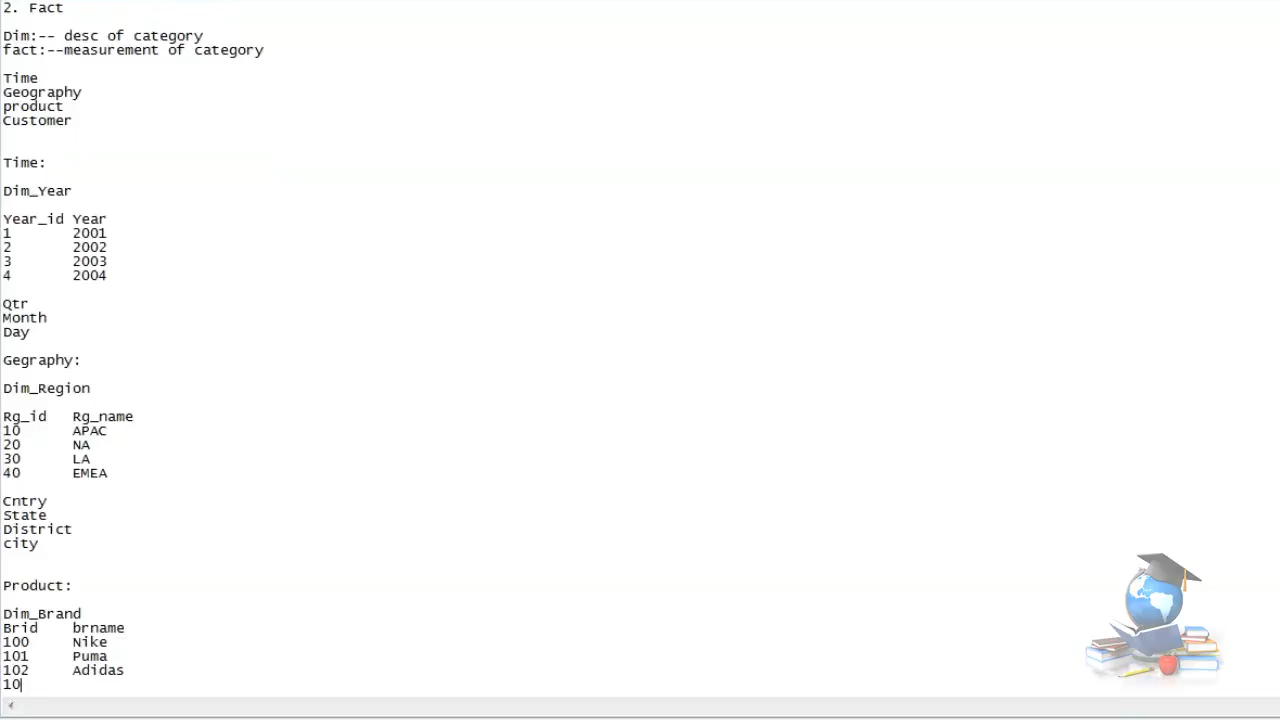 2. Fact
Dim:-- desc of category
fact:--measurement of category
Time
Geography
product
Customer
Time:
Dim_Year
Year_id Year
1 2001
2 2002
3 2003
4 2004
Qtr
Month
Day
Gegraphy:
Dim_Region
Rg_id Rg_name
10 APAC
20 NA
30 LA
40 EMEA
Cntry
State
District
city
Product:
Dim_Brand
Brid brname
100 Nike
101 Puma
102 Adidas
10